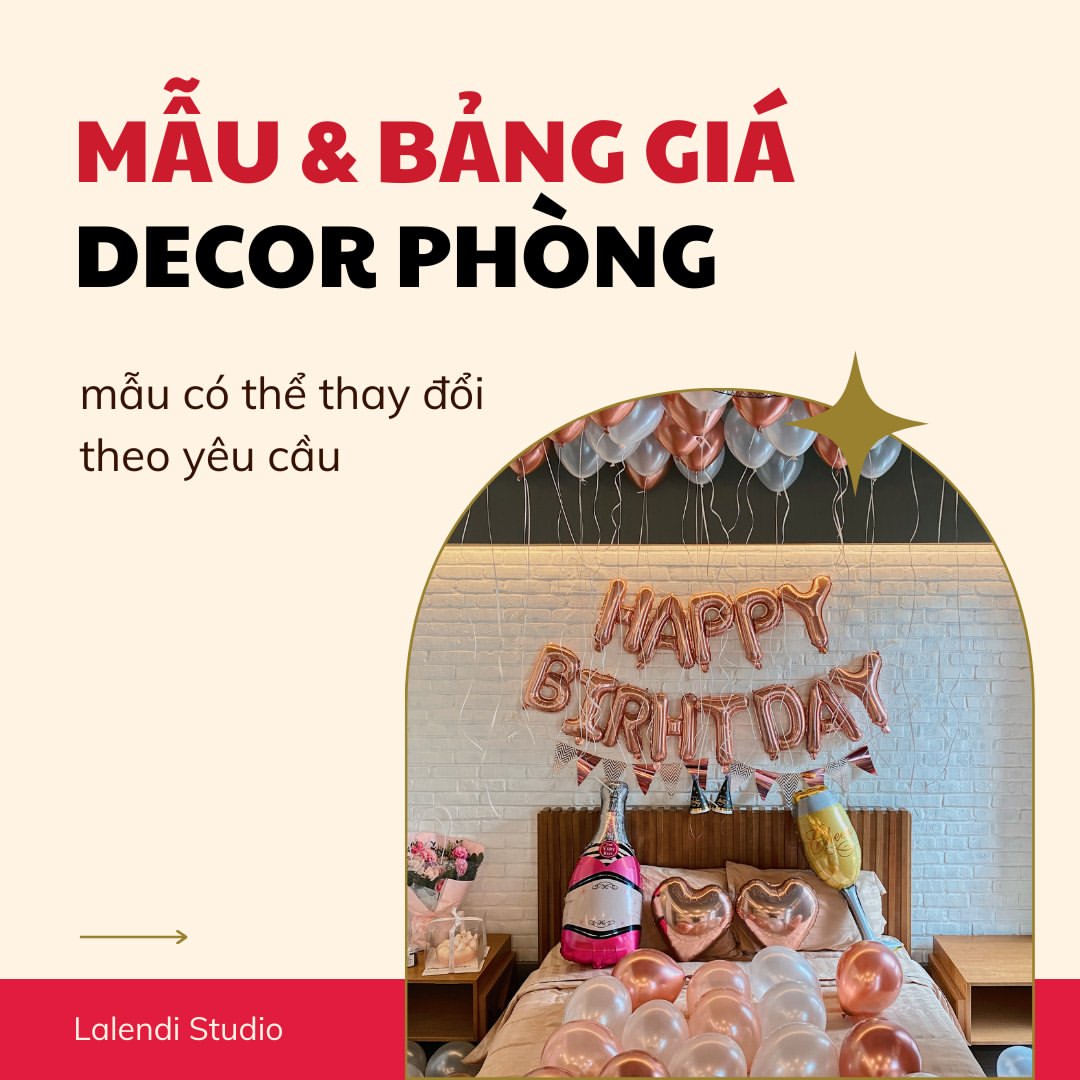 MẪU & BẢNG GIÁ
DECOR PHÒNG
mẫu có thể thay đổi
theo yêu cầu
HAPPY
BIRHTDAY
Lalendi Studio